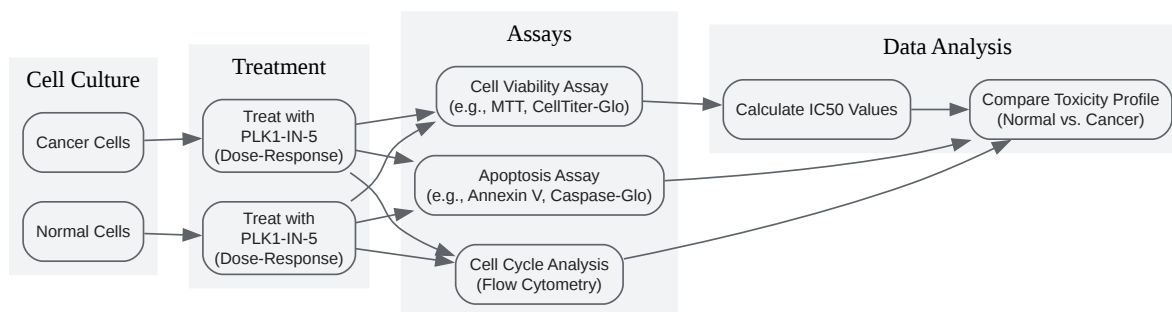 Cell Culture
Cancer Cells
Normal Cells
Treatment
Treat with
PLK1-IN-5
(Dose-Response)
Treat with
PLK1-IN-5
(Dose-Response)
Assays
Cell Viability Assay
(e.g., MTT, CellTiter-Glo)
Apoptosis Assay
(e.g., Annexin V, Caspase-Glo)
Cell Cycle Analysis
(Flow Cytometry)
Data Analysis
Calculate IC50 Values
Compare Toxicity Profile
(Normal vs. Cancer)